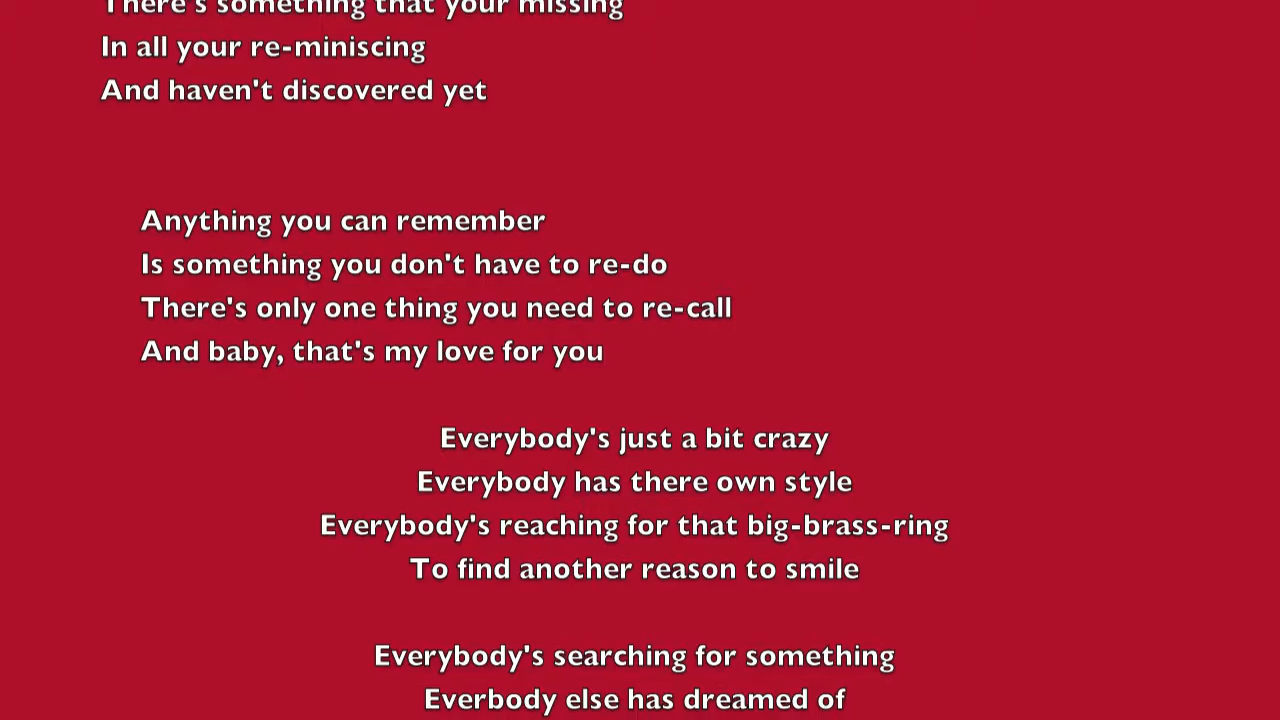 There's something that your missing
In all your re-miniscing
And haven't discovered yet
Anything you can remember
Is something you don't have to re-do
There's only one thing you need to re-call
And baby, that's my love for you
Everybody's just a bit crazy
Everybody has there own style
Everybody's reaching for that big-brass-ring
To find another reason to smile
Everybody's searching for something
Everbody else has dreamed of